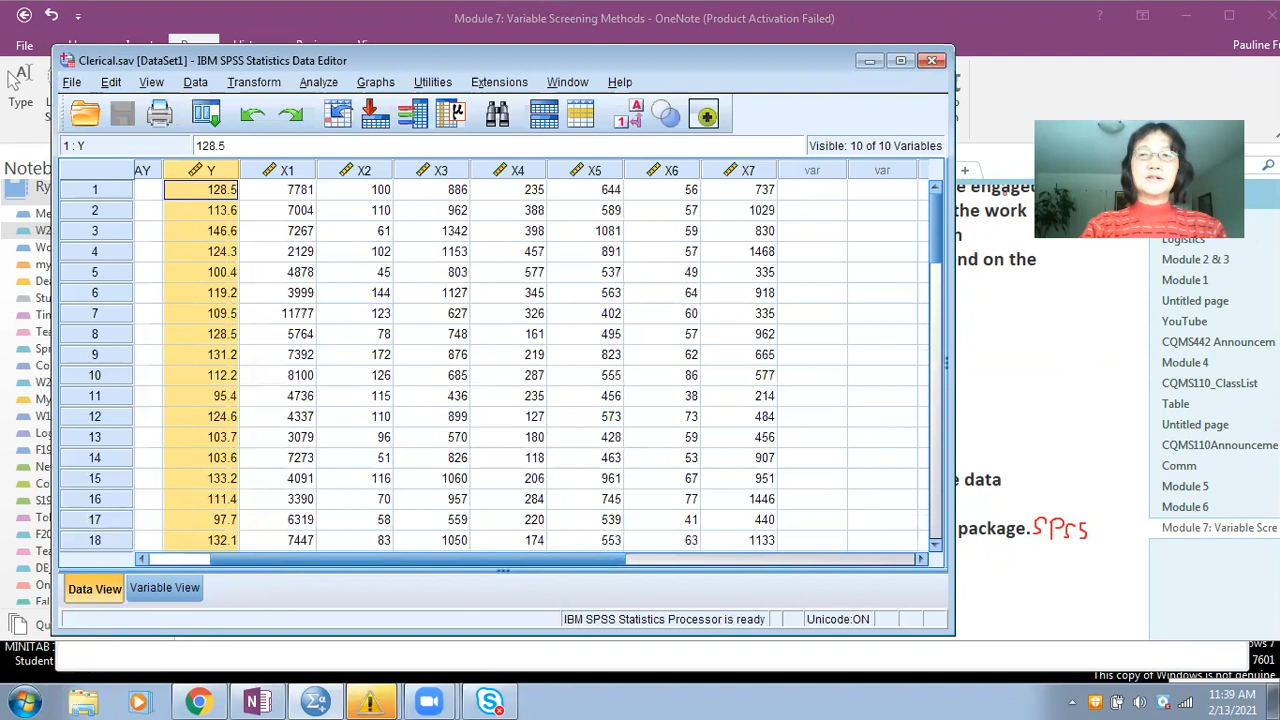 Module 7: Variable Screening Methods - OneNote (Product Activation Failed)
File
Pauline
Clerical.sav [DataSet1] - IBM SPSS Statistics Data Editor
File Edit View Data Transform Analyze Graphs Utilities Extensions Window Help
Type
1 : Y 128.5 Visible: 10 of 10 Variables
AY Y X1 X2 X3 X4 X5 X6 X7 var var
1 128.5 7781 100 886 235 644 56 737
2 113.6 7004 110 962 388 589 57 1029
3 146.6 7267 61 1342 398 1081 59 830
4 124.3 2129 102 1153 457 891 57 1468
5 100.4 4878 45 803 577 537 49 335
6 119.2 3999 144 1127 345 563 64 918
7 109.5 11777 123 627 326 402 60 335
8 128.5 5764 78 748 161 495 57 962
9 131.2 7392 172 876 219 823 62 665
10 112.2 8100 126 685 287 555 86 577
11 95.4 4736 115 436 235 456 38 214
12 124.6 4337 110 899 127 573 73 484
13 103.7 3079 96 570 180 428 59 456
14 103.6 7273 51 826 118 463 53 907
15 133.2 4091 116 1060 206 961 67 951
16 111.4 3390 70 957 284 745 77 1446
17 97.7 6319 58 559 220 539 41 440
18 132.1 7447 83 1050 174 553 63 1133
Data View Variable View
IBM SPSS Statistics Processor is ready Unicode:ON
Noteb
e engaged
the work
nd on the
e data
package. SPSS
Logistics
Module 2 & 3
Module 1
Untitled page
YouTube
CQMS442 Announcem
Module 4
CQMS110_ClassList
Table
Untitled page
CQMS110Announceme
Comm
Module 5
Module 6
Module 7: Variable Scre
MINITAB
Student
7601
This copy of Windows is not genuine
11:39 AM
2/13/2021